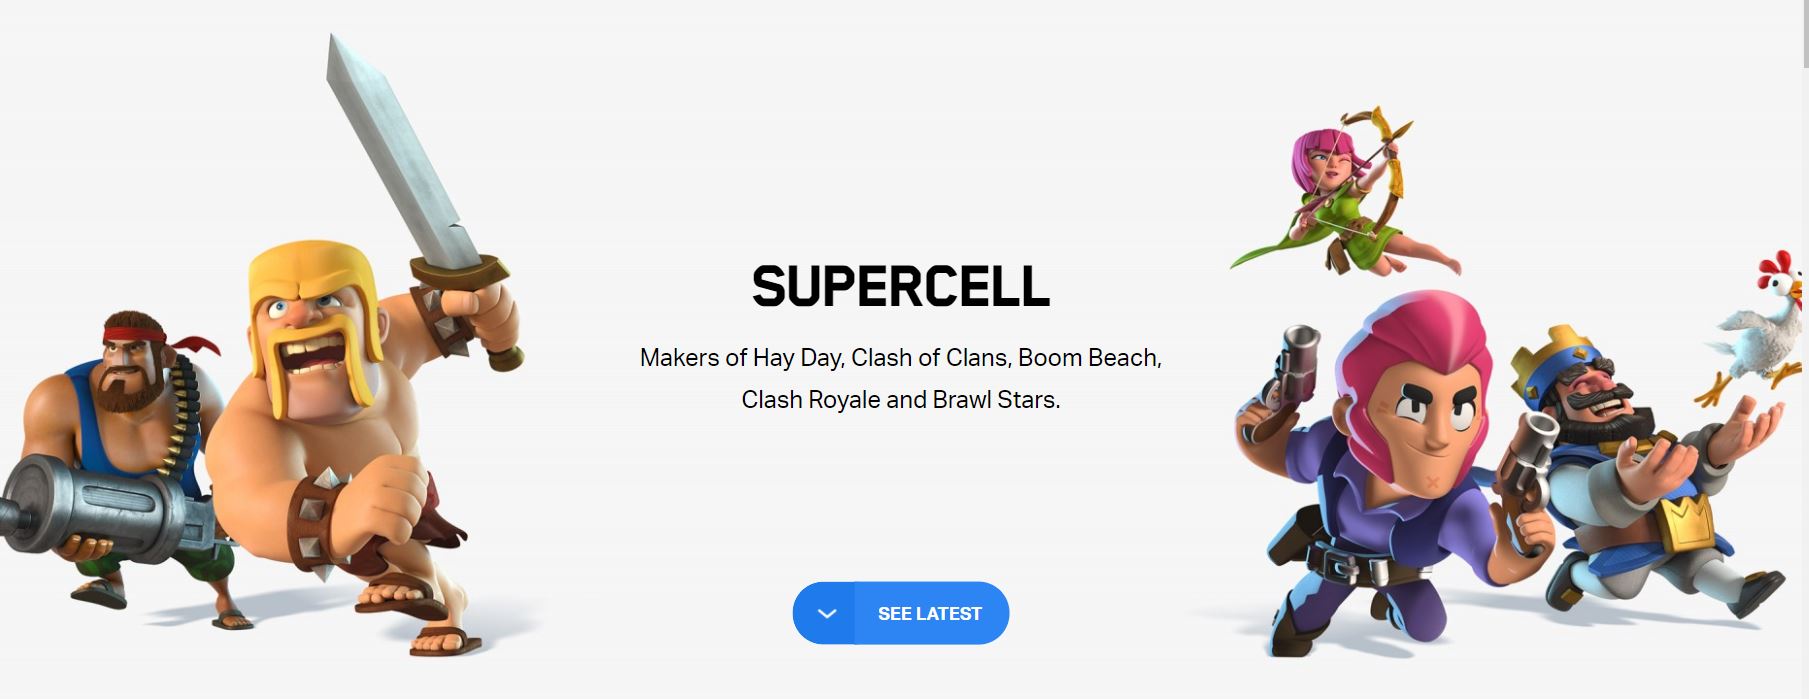 SUPERCELL
Makers of Hay Day, Clash of Clans, Boom Beach,
Clash Royale and Brawl Stars.
SEE LATEST